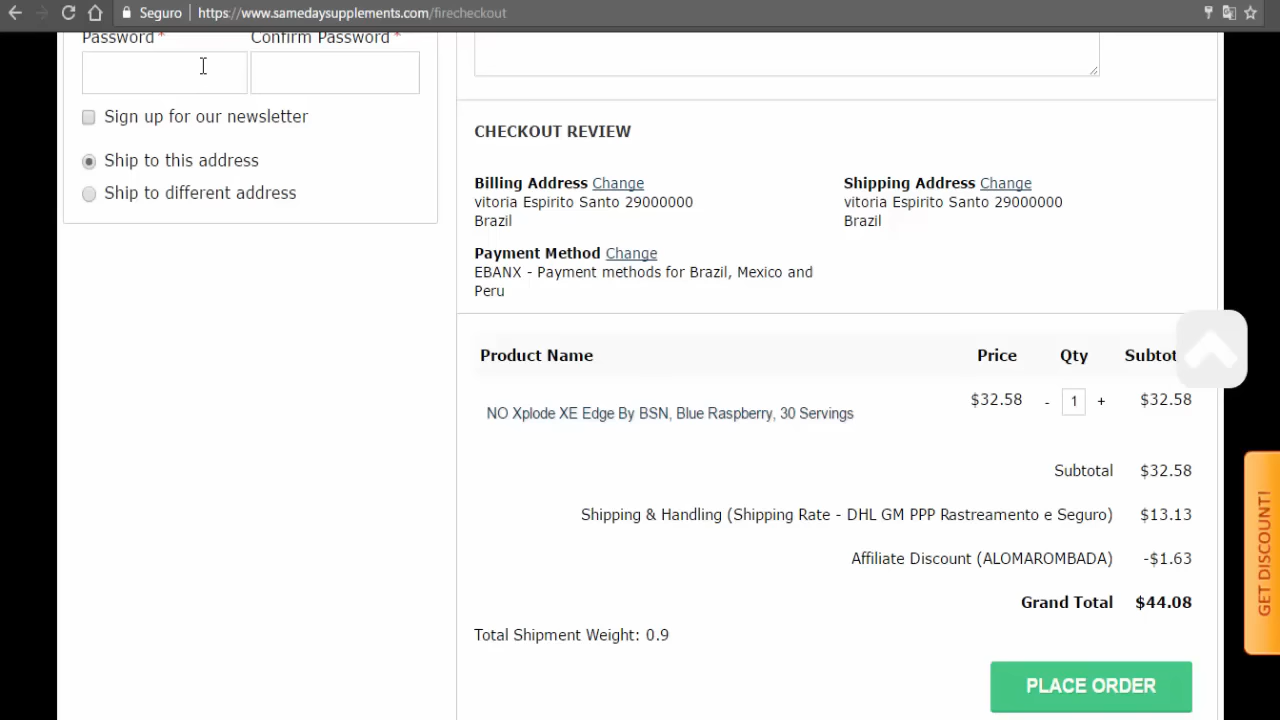 Seguro
https://www.samedaysupplements.com/firecheckout
Password *
Confirm Password *
Sign up for our newsletter
Ship to this address
Ship to different address
CHECKOUT REVIEW
Billing Address Change
vitoria Espirito Santo 29000000
Brazil
Shipping Address Change
vitoria Espirito Santo 29000000
Brazil
Payment Method Change
EBANX - Payment methods for Brazil, Mexico and
Peru
Product Name Price Qty Subtot
NO Xplode XE Edge By BSN, Blue Raspberry, 30 Servings $32.58 - 1 + $32.58
Subtotal $32.58
Shipping & Handling (Shipping Rate - DHL GM PPP Rastreamento e Seguro) $13.13
Affiliate Discount (ALOMAROMBADA) -$1.63
Grand Total $44.08
Total Shipment Weight: 0.9
PLACE ORDER
GET DISCOUNT!